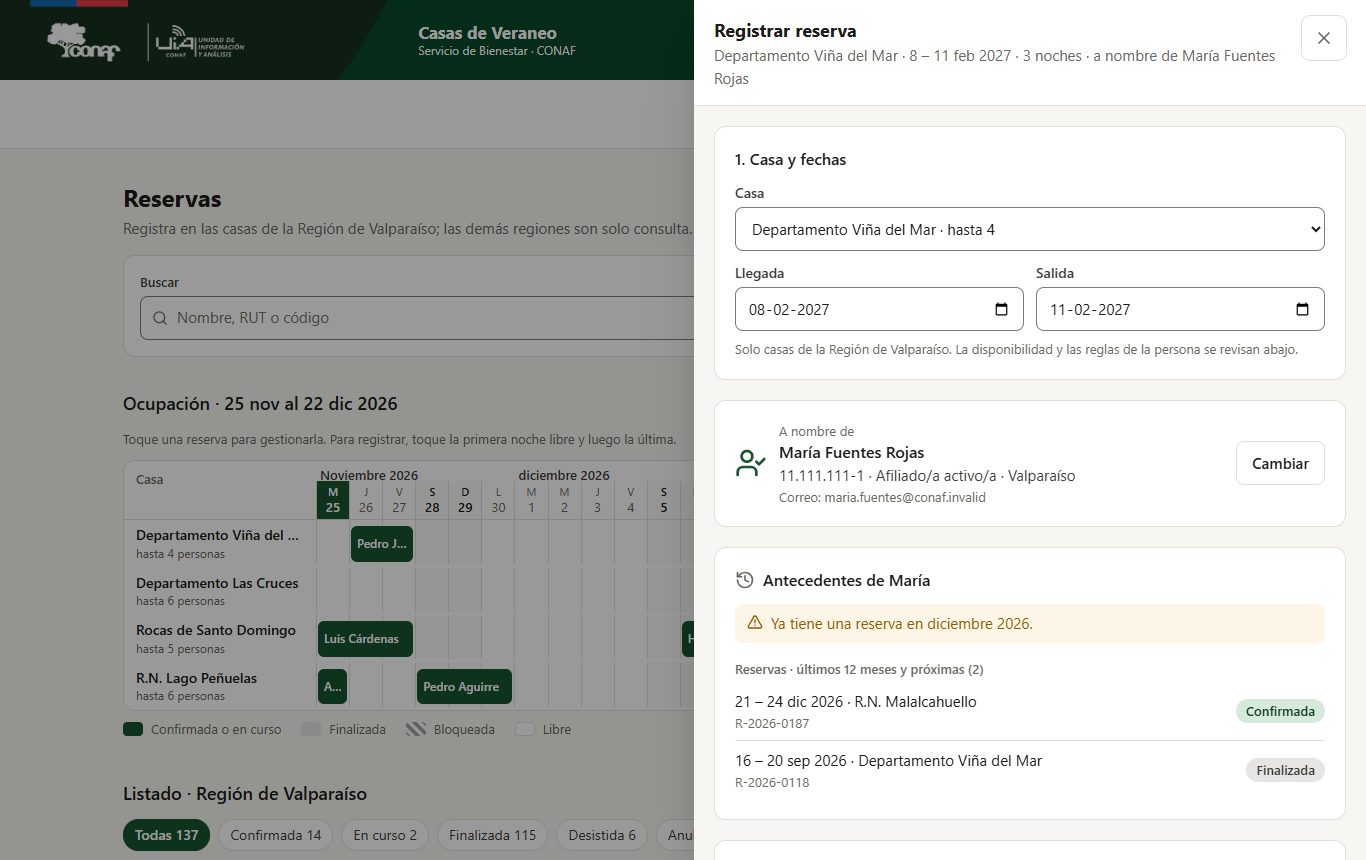 conaf
UIA
CONAF
UNIDAD DE
INFORMACIÓN
Y ANÁLISIS
Casas de Veraneo
Servicio de Bienestar · CONAF
Reservas
Registra en las casas de la Región de Valparaíso; las demás regiones son solo consulta.
Buscar
Nombre, RUT o código
Ocupación · 25 nov al 22 dic 2026
Toque una reserva para gestionarla. Para registrar, toque la primera noche libre y luego la última.
Casa
Noviembre 2026
diciembre 2026
M J V S D L M M J V S
25 26 27 28 29 30 1 2 3 4 5
Departamento Viña del ...
hasta 4 personas
Pedro J...
Departamento Las Cruces
hasta 6 personas
Rocas de Santo Domingo
hasta 5 personas
Luis Cárdenas
H
R.N. Lago Peñuelas
hasta 6 personas
A...
Pedro Aguirre
Confirmada o en curso
Finalizada
Bloqueada
Libre
Listado · Región de Valparaíso
Todas 137
Confirmada 14
En curso 2
Finalizada 115
Desistida 6
Anul
Registrar reserva
Departamento Viña del Mar · 8 – 11 feb 2027 · 3 noches · a nombre de María Fuentes
Rojas
1. Casa y fechas
Casa
Departamento Viña del Mar · hasta 4
Llegada
Salida
08-02-2027
11-02-2027
Solo casas de la Región de Valparaíso. La disponibilidad y las reglas de la persona se revisan abajo.
A nombre de
María Fuentes Rojas
11.111.111-1 · Afiliado/a activo/a · Valparaíso
Correo: maria.fuentes@conaf.invalid
Cambiar
Antecedentes de María
Ya tiene una reserva en diciembre 2026.
Reservas · últimos 12 meses y próximas (2)
21 – 24 dic 2026 · R.N. Malalcahuello
R-2026-0187
Confirmada
16 – 20 sep 2026 · Departamento Viña del Mar
R-2026-0118
Finalizada